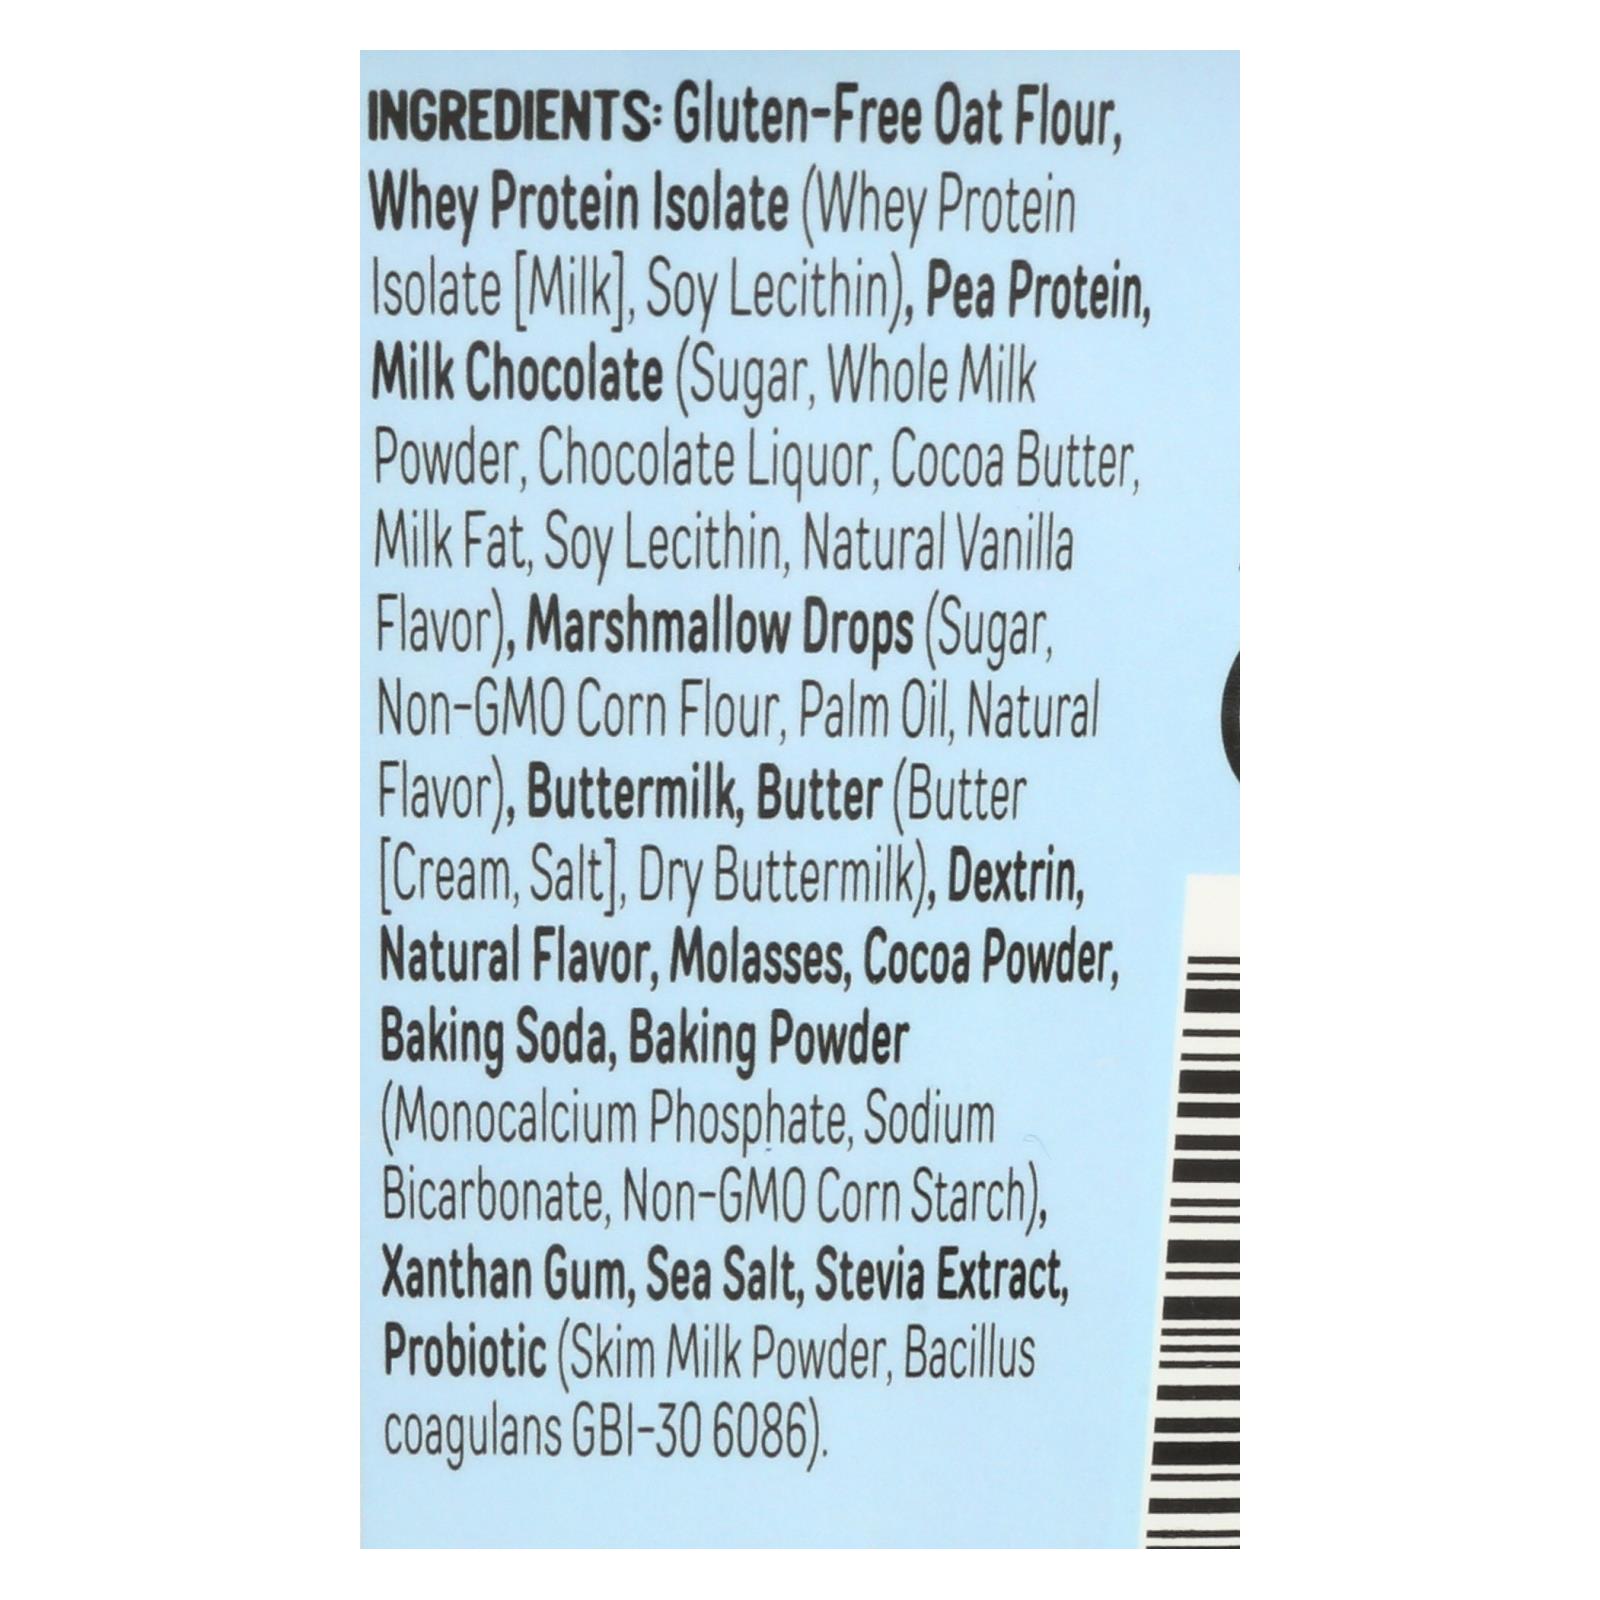 INGREDIENTS: Gluten-Free Oat Flour,
Whey Protein Isolate (Whey Protein
Isolate [Milk], Soy Lecithin), Pea Protein,
Milk Chocolate (Sugar, Whole Milk
Powder, Chocolate Liquor, Cocoa Butter,
Milk Fat, Soy Lecithin, Natural Vanilla
Flavor), Marshmallow Drops (Sugar,
Non-GMO Corn Flour, Palm Oil, Natural
Flavor), Buttermilk, Butter (Butter
[Cream, Salt], Dry Buttermilk), Dextrin,
Natural Flavor, Molasses, Cocoa Powder,
Baking Soda, Baking Powder
(Monocalcium Phosphate, Sodium
Bicarbonate, Non-GMO Corn Starch),
Xanthan Gum, Sea Salt, Stevia Extract,
Probiotic (Skim Milk Powder, Bacillus
coagulans GBI-30 6086).